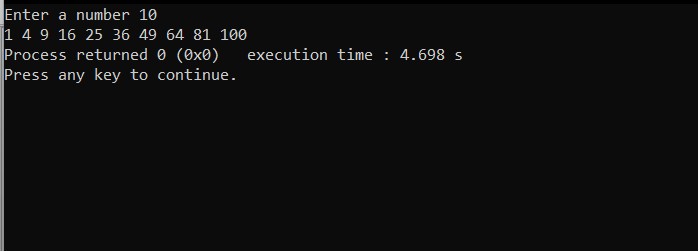 Enter a number 10
1 4 9 16 25 36 49 64 81 100
Process returned 0 (0x0)   execution time : 4.698 s
Press any key to continue.